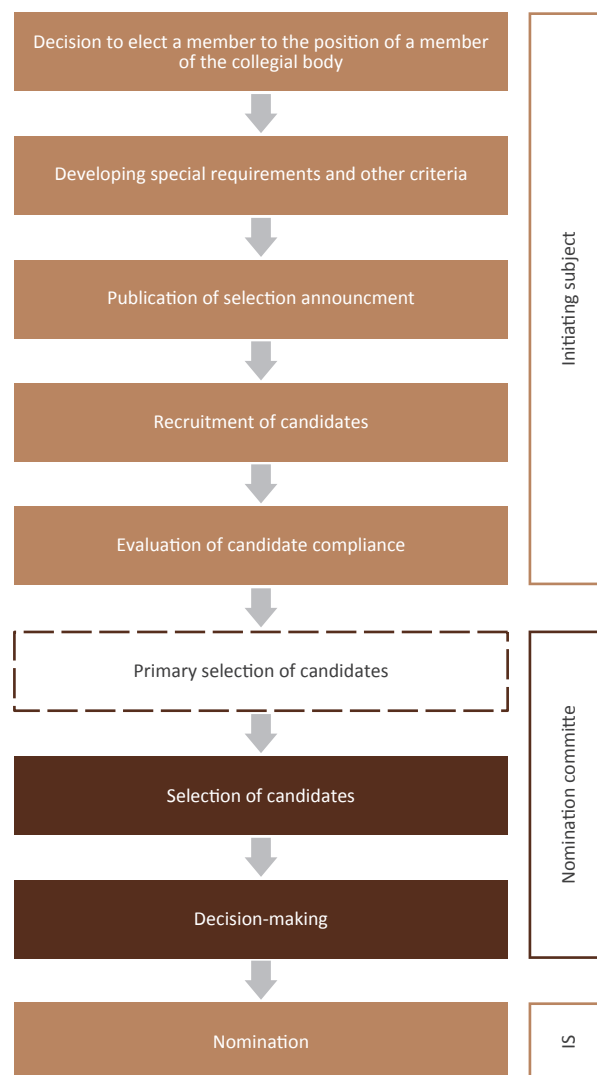 Decision to elect a member to the position of a member
of the collegial body
Developing special requirements and other criteria
Publication of selection announcment
Recruitment of candidates
Evaluation of candidate compliance
Initiating subject
Primary selection of candidates
Selection of candidates
Decision-making
Nomination committe
Nomination
IS